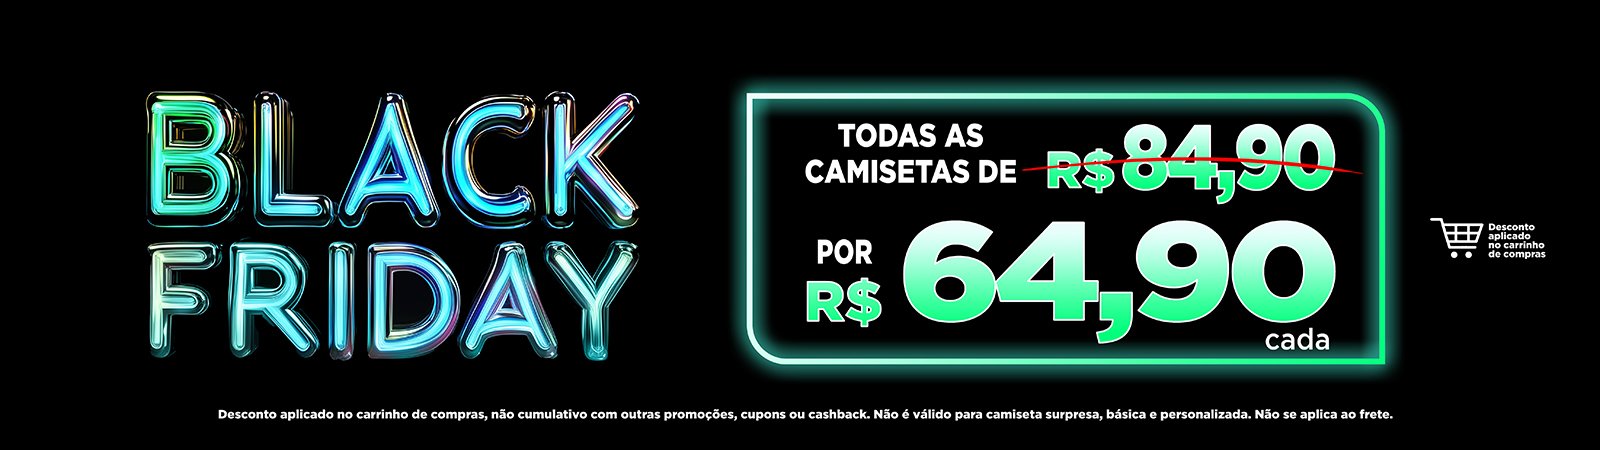 BLACK
FRIDAY
TODAS AS
CAMISETAS DE R$ 84,90
POR
R$ 64,90
cada
Desconto
aplicado
no carrinho
de compras
Desconto aplicado no carrinho de compras, não cumulativo com outras promoções, cupons ou cashback. Não é válido para camiseta surpresa, básica e personalizada. Não se aplica ao frete.